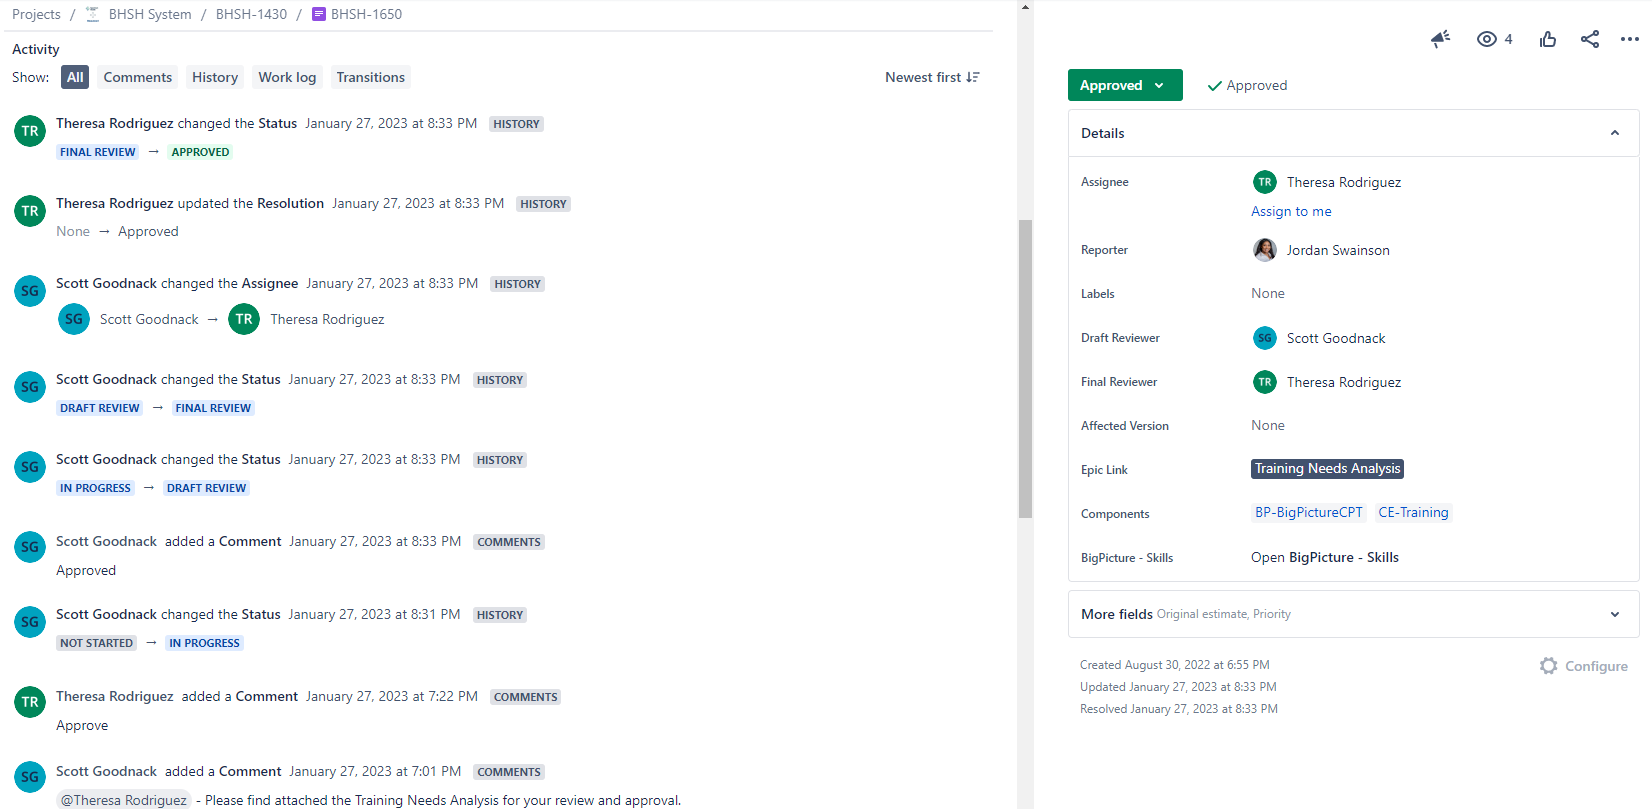 Projects / BHSH System / BHSH-1430 / BHSH-1650
Activity
Show: All Comments History Work log Transitions Newest first
TR Theresa Rodriguez changed the Status January 27, 2023 at 8:33 PM HISTORY
FINAL REVIEW → APPROVED
TR Theresa Rodriguez updated the Resolution January 27, 2023 at 8:33 PM HISTORY
None → Approved
SG Scott Goodnack changed the Assignee January 27, 2023 at 8:33 PM HISTORY
SG Scott Goodnack → TR Theresa Rodriguez
SG Scott Goodnack changed the Status January 27, 2023 at 8:33 PM HISTORY
DRAFT REVIEW → FINAL REVIEW
SG Scott Goodnack changed the Status January 27, 2023 at 8:33 PM HISTORY
IN PROGRESS → DRAFT REVIEW
SG Scott Goodnack added a Comment January 27, 2023 at 8:33 PM COMMENTS
Approved
SG Scott Goodnack changed the Status January 27, 2023 at 8:31 PM HISTORY
NOT STARTED → IN PROGRESS
TR Theresa Rodriguez added a Comment January 27, 2023 at 7:22 PM COMMENTS
Approve
SG Scott Goodnack added a Comment January 27, 2023 at 7:01 PM COMMENTS
@Theresa Rodriguez - Please find attached the Training Needs Analysis for your review and approval.
4
Approved Approved
Details
Assignee TR Theresa Rodriguez
Assign to me
Reporter Jordan Swainson
Labels None
Draft Reviewer SG Scott Goodnack
Final Reviewer TR Theresa Rodriguez
Affected Version None
Epic Link Training Needs Analysis
Components BP-BigPictureCPT CE-Training
BigPicture - Skills Open BigPicture - Skills
More fields Original estimate, Priority
Created August 30, 2022 at 6:55 PM Configure
Updated January 27, 2023 at 8:33 PM
Resolved January 27, 2023 at 8:33 PM